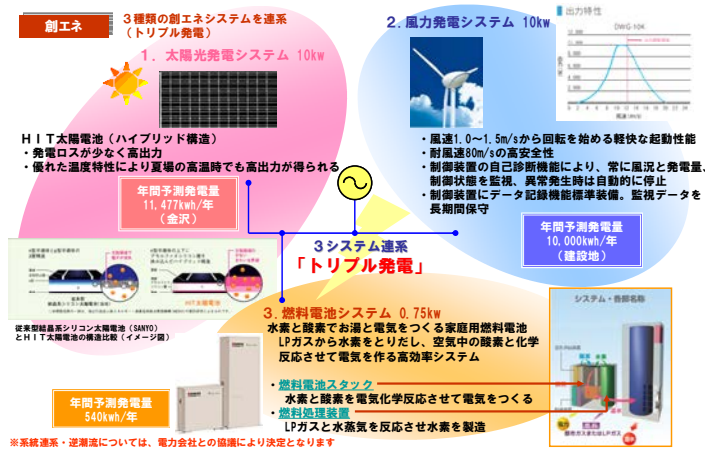 創エネ
３種類の創エネシステムを連系
（トリプル発電）
１．太陽光発電システム 10kw
ＨＩＴ太陽電池（ハイブリッド構造）
・発電ロスが少なく高出力
・優れた温度特性により夏場の高温時でも高出力が得られる
年間予測発電量
11,477kwh/年
（金沢）
従来型結晶系シリコン太陽電池（SANYO）
とＨＩＴ太陽電池の構造比較（イメージ図）
２.風力発電システム 10kw
出力特性
DWG-10K
・風速1.0～1.5m/sから回転を始める軽快な起動性能
・耐風速80m/sの高安全性
・制御装置の自己診断機能により、常に風況と発電量、
制御状態を監視、異常発生時は自動的に停止
・制御装置にデータ記録機能標準装備。監視データを
長期間保守
年間予測発電量
10,000kwh/年
（建設地）
３システム連系
「トリプル発電」
３.燃料電池システム 0.75kw
水素と酸素でお湯と電気をつくる家庭用燃料電池
LPガスから水素をとりだし、空気中の酸素と化学
反応させて電気を作る高効率システム
・燃料電池スタック
水素と酸素を電気化学反応させて電気をつくる
・燃料処理装置
LPガスと水蒸気を反応させ水素を製造
年間予測発電量
540kwh/年
システム・各部名称
都市ガスまたはLPガス
※系統連系・逆潮流については、電力会社との協議により決定となります